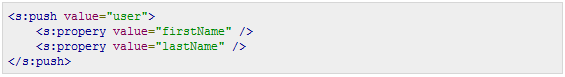 <s:push value="user">
    <s:propery value="firstName" />
    <s:propery value="lastName" />
</s:push>